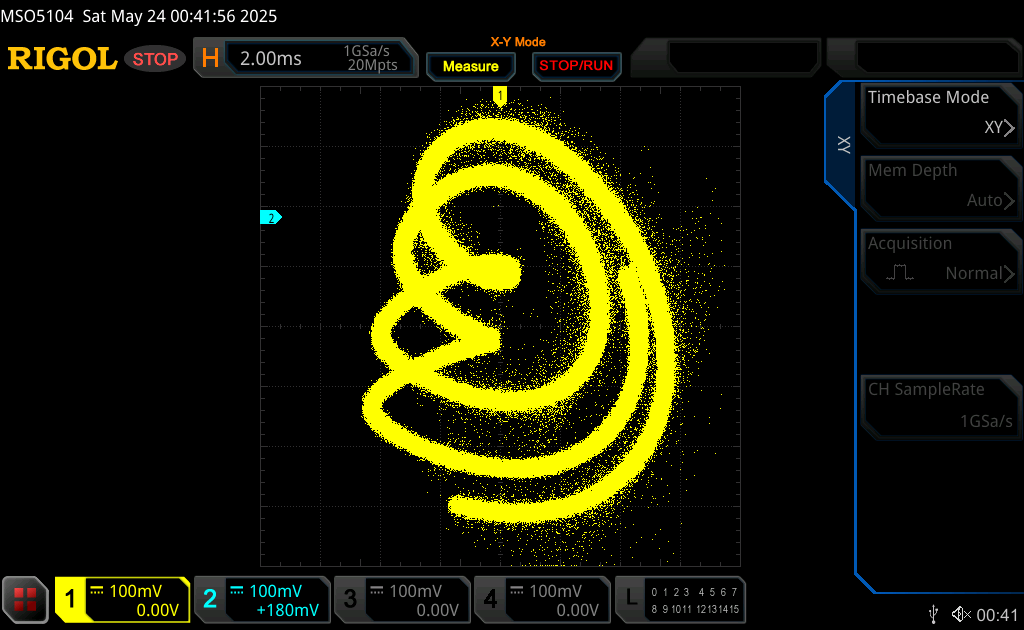 MSO5104 Sat May 24 00:41:56 2025
RIGOL STOP H 2.00ms 1GSa/s 20Mpts
X-Y Mode
Measure STOP/RUN
1
2
XY
Timebase Mode
XY
Mem Depth
Auto
Acquisition
Normal
CH SampleRate
1GSa/s
1 100mV 0.00V
2 100mV +180mV
3 100mV 0.00V
4 100mV 0.00V
L 0 1 2 3 4 5 6 7
8 9 10 11 12 13 14 15
00:41